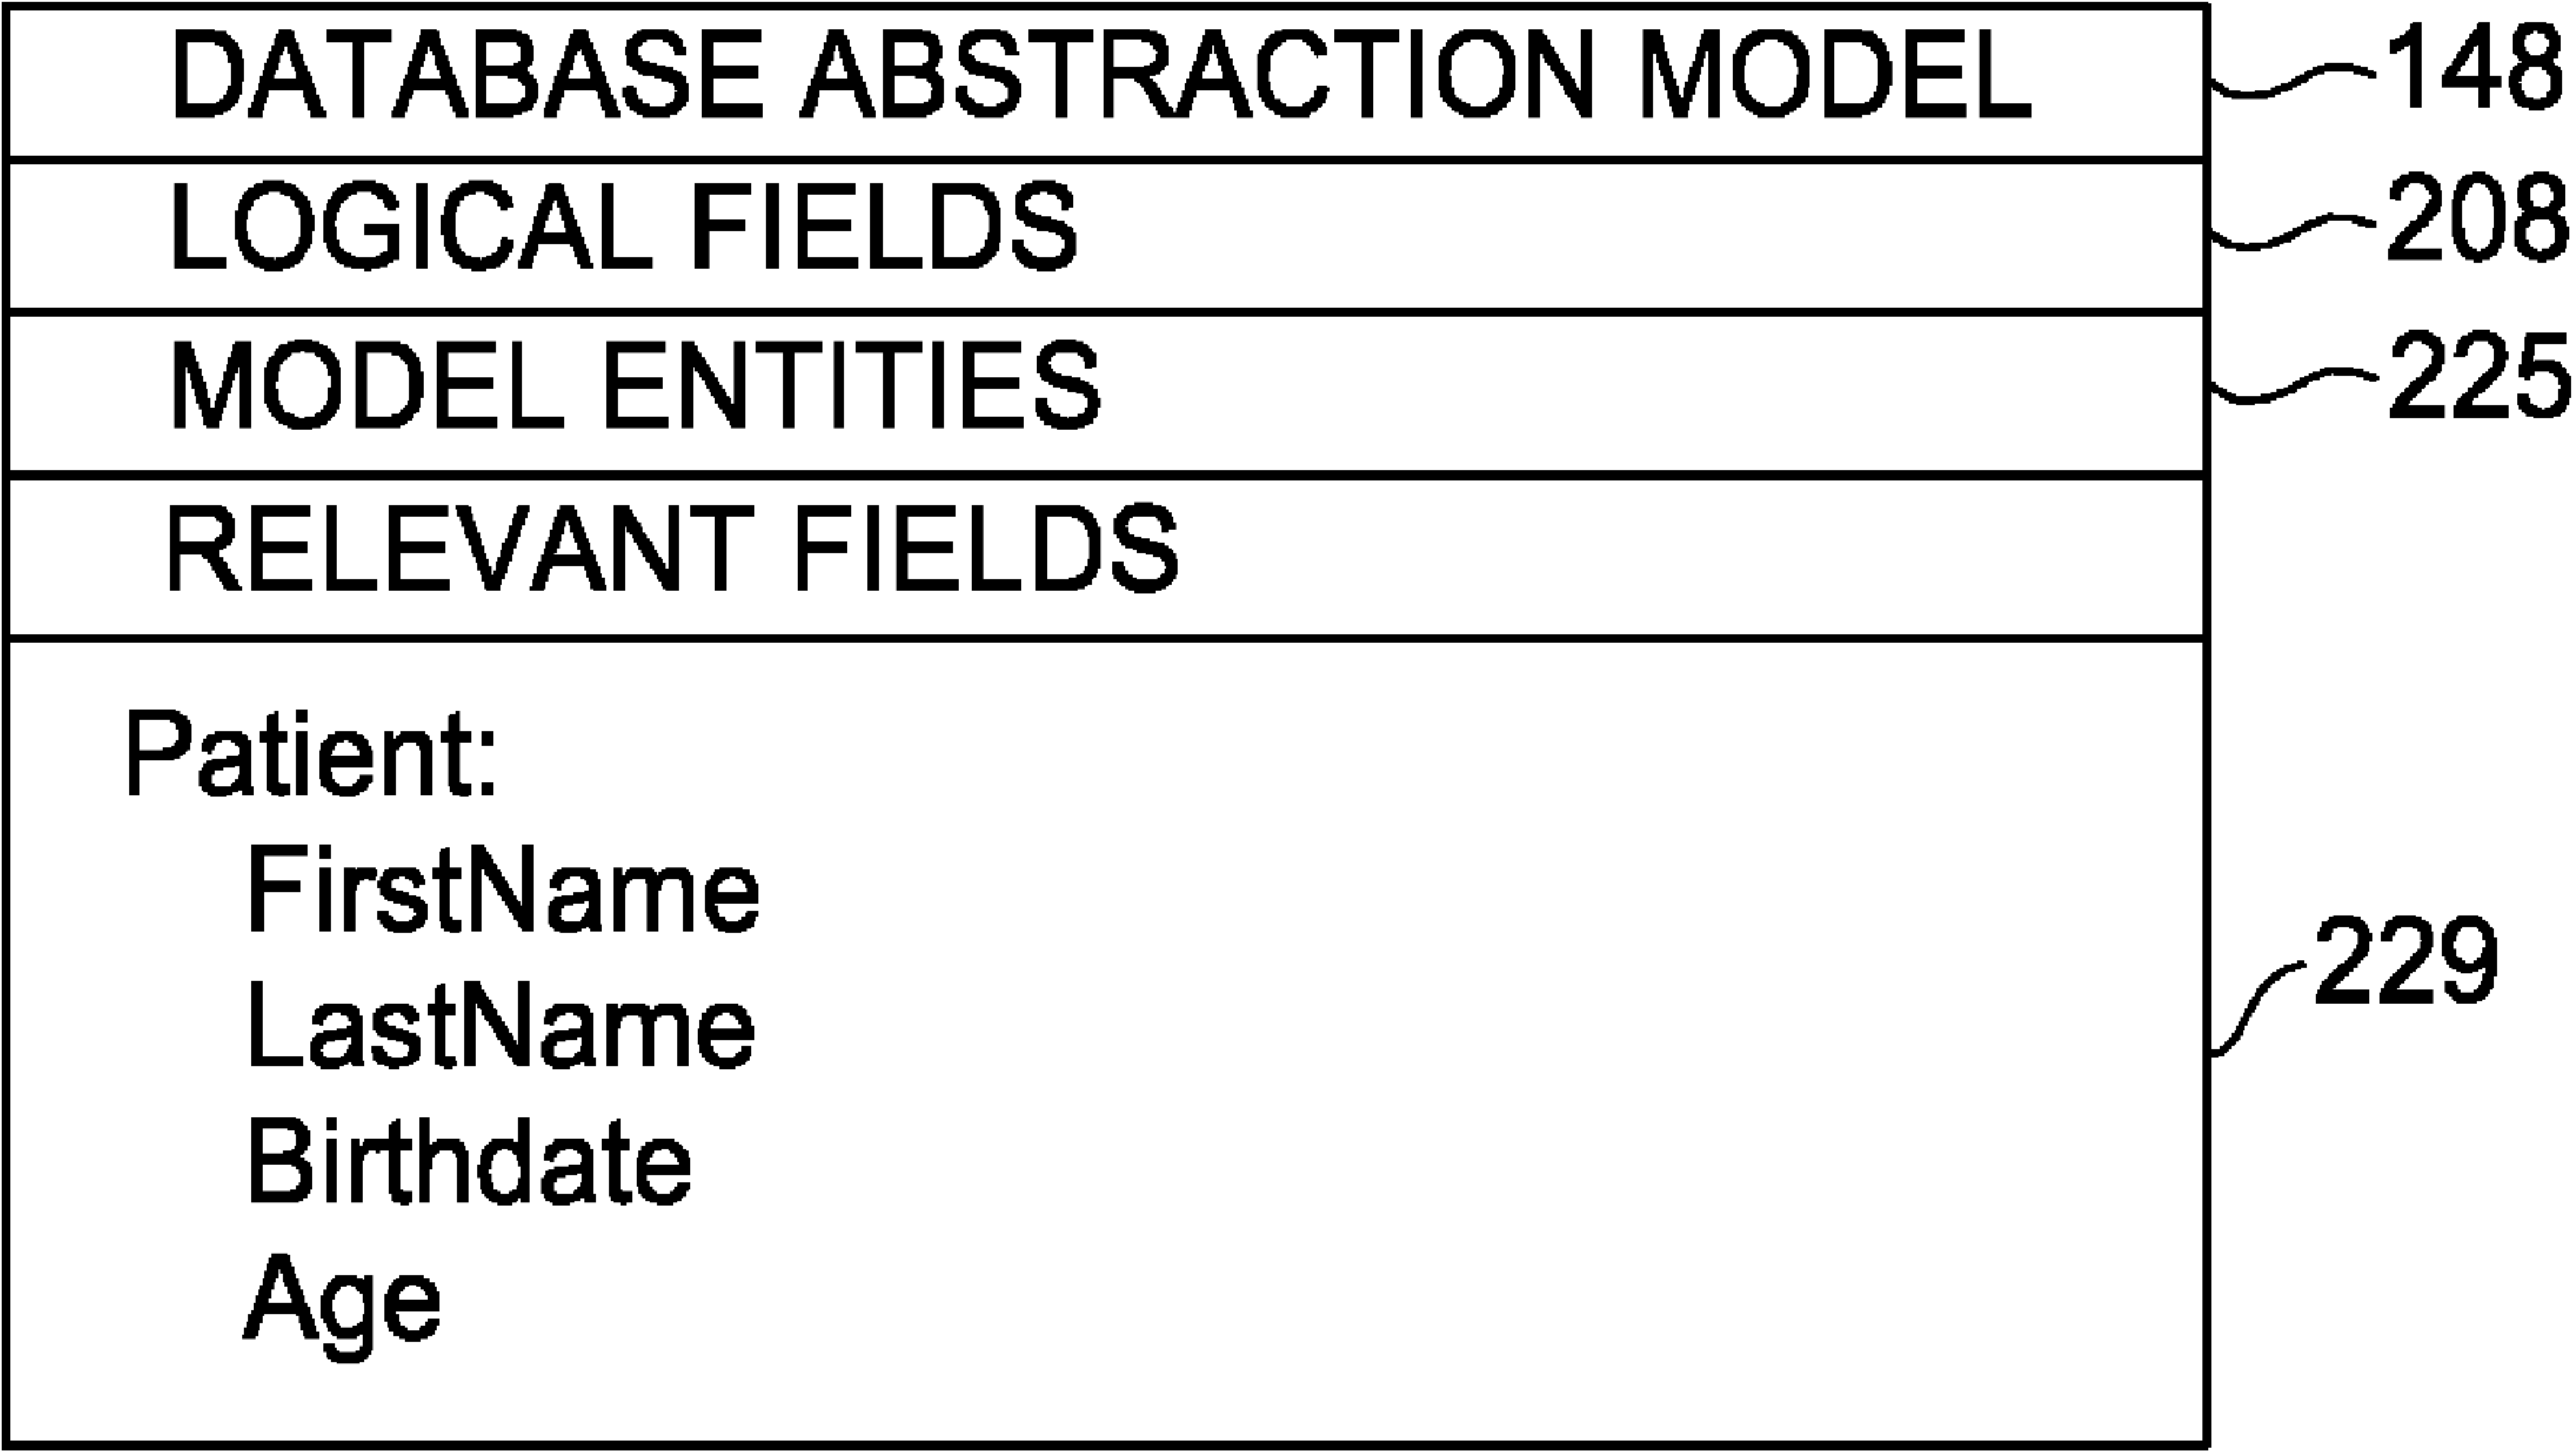 DATABASE ABSTRACTION MODEL 148
LOGICAL FIELDS 208
MODEL ENTITIES 225
RELEVANT FIELDS
Patient:
FirstName
229
LastName
Birthdate
Age